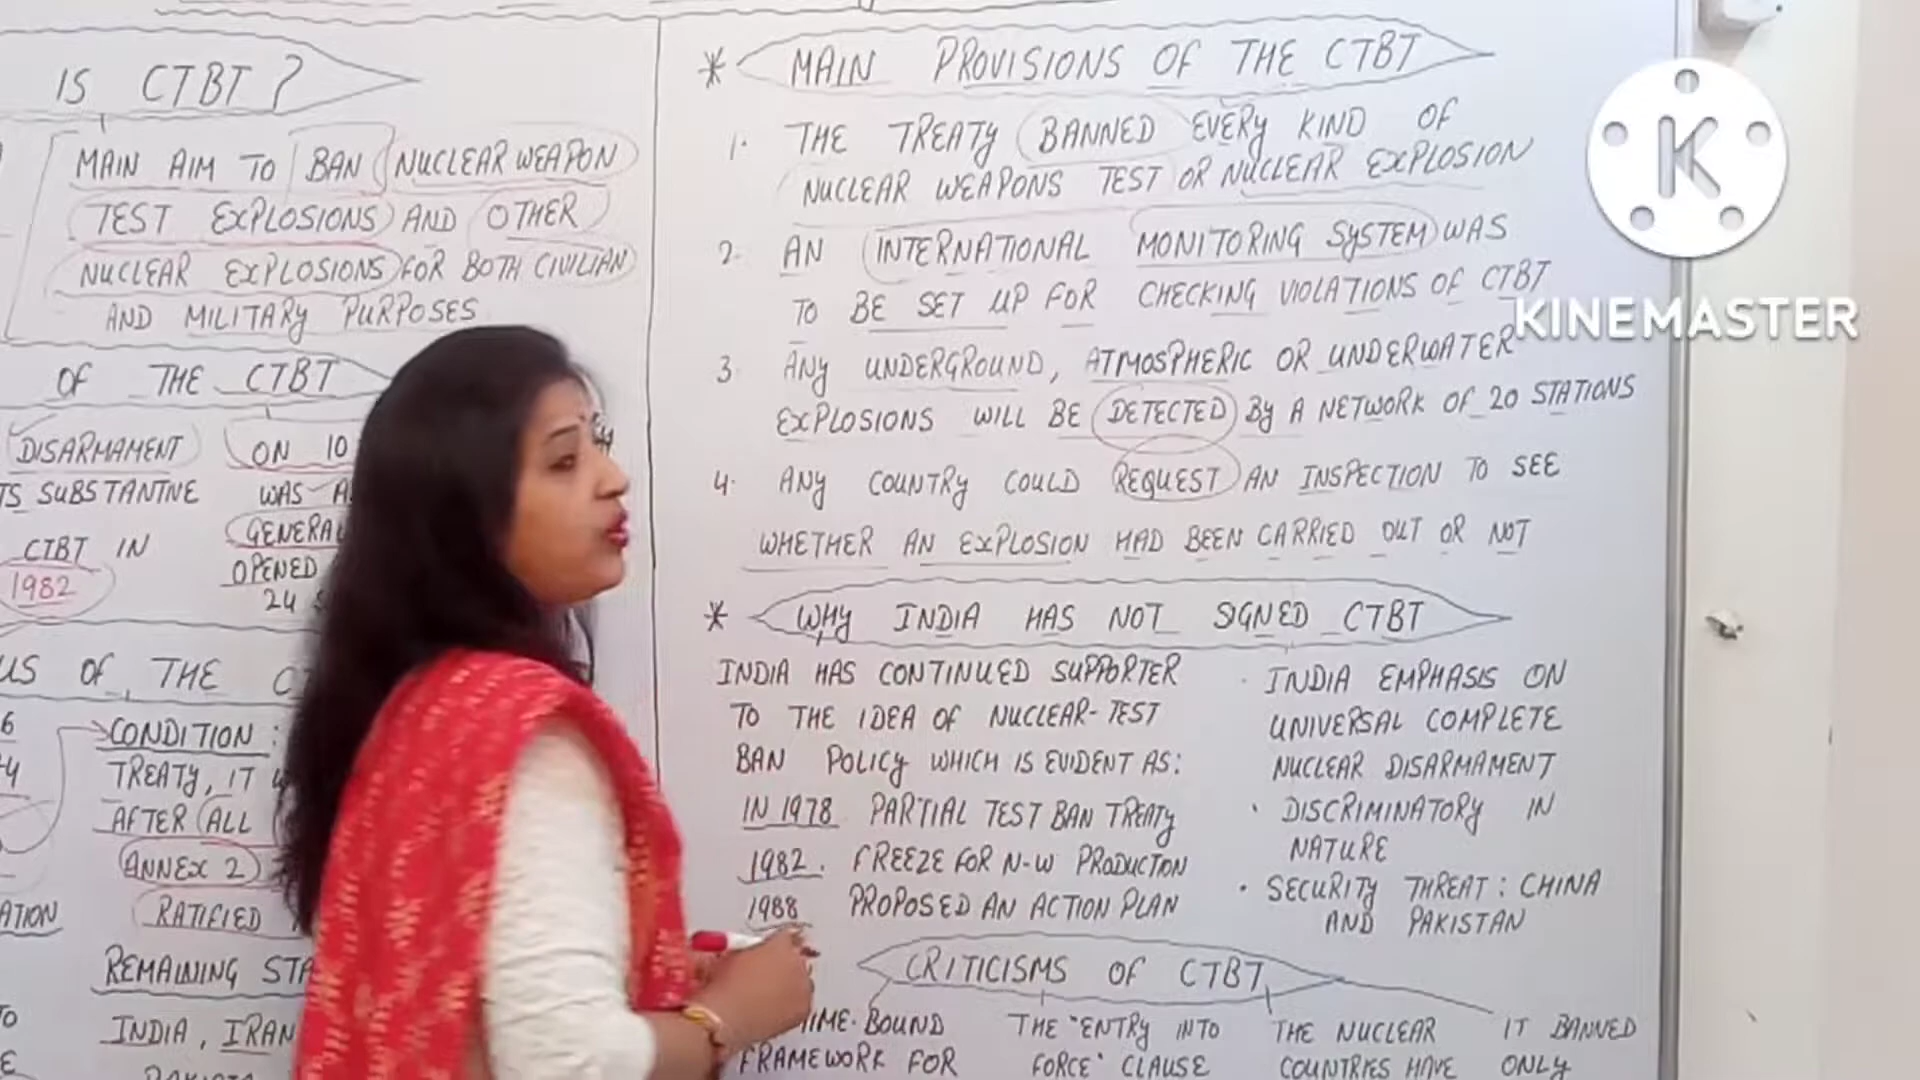 IS CTBT ?
MAIN AIM TO BAN NUCLEAR WEAPON
TEST EXPLOSIONS AND OTHER
NUCLEAR EXPLOSIONS FOR BOTH CIVILIAN
AND MILITARY PURPOSES
OF THE CTBT
DISARMAMENT
TS SUBSTANTIVE
CTBT IN
1982
ON 10
WAS A
GENERAL
OPENED
24 S
US OF THE C
6
CONDITION :
TREATY, IT
AFTER ALL
ANNEX 2
RATIFIED
ATION
REMAINING STA
INDIA, IRAN
* MAIN PROVISIONS OF THE CTBT
1. THE TREATY BANNED EVERY KIND OF
NUCLEAR WEAPONS TEST OR NUCLEAR EXPLOSION
2. AN INTERNATIONAL MONITORING SYSTEM WAS
TO BE SET UP FOR CHECKING VIOLATIONS OF CTBT
3. ANY UNDERGROUND, ATMOSPHERIC OR UNDERWATER
EXPLOSIONS WILL BE DETECTED BY A NETWORK OF 20 STATIONS
4. ANY COUNTRY COULD REQUEST AN INSPECTION TO SEE
WHETHER AN EXPLOSION HAD BEEN CARRIED OUT OR NOT
* WHY INDIA HAS NOT SIGNED CTBT
INDIA HAS CONTINUED SUPPORTER
TO THE IDEA OF NUCLEAR-TEST
BAN POLICY WHICH IS EVIDENT AS:
IN 1978 PARTIAL TEST BAN TREATY
1982. FREEZE FOR N-W PRODUCTON
1988 PROPOSED AN ACTION PLAN
· INDIA EMPHASIS ON
UNIVERSAL COMPLETE
NUCLEAR DISARMAMENT
· DISCRIMINATORY IN
NATURE
· SECURITY THREAT: CHINA
AND PAKISTAN
CRITICISMS OF CTBT
IME-BOUND
FRAMEWORK FOR
THE "ENTRY INTO
FORCE" CLAUSE
THE NUCLEAR
COUNTRIES HAVE
IT BANNED
ONLY
K
KINEMASTER